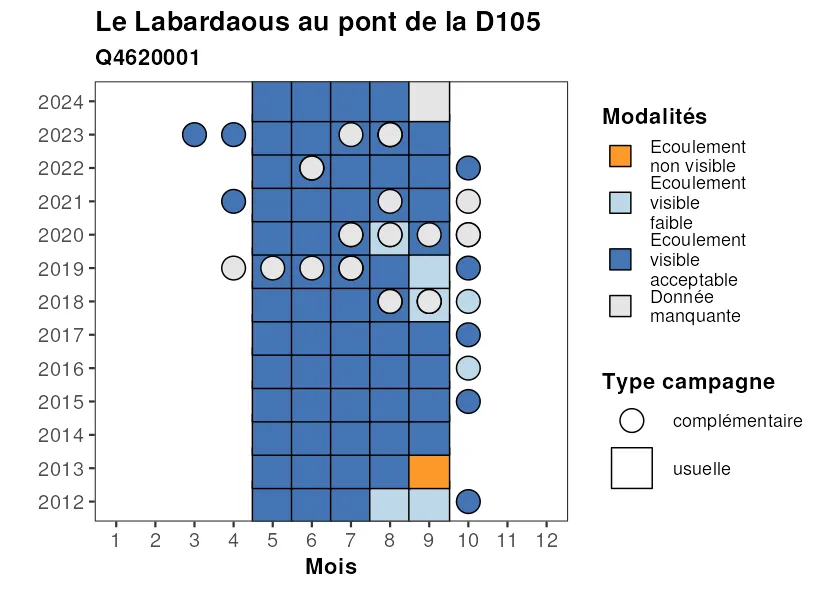 Le Labardaous au pont de la D105
Q4620001
2024
2023
2022
2021
2020
2019
2018
2017
2016
2015
2014
2013
2012
1 2 3 4 5 6 7 8 9 10 11 12
Mois
Modalités
Ecoulement
non visible
Ecoulement
visible
faible
Ecoulement
visible
acceptable
Donnée
manquante
Type campagne
complémentaire
usuelle